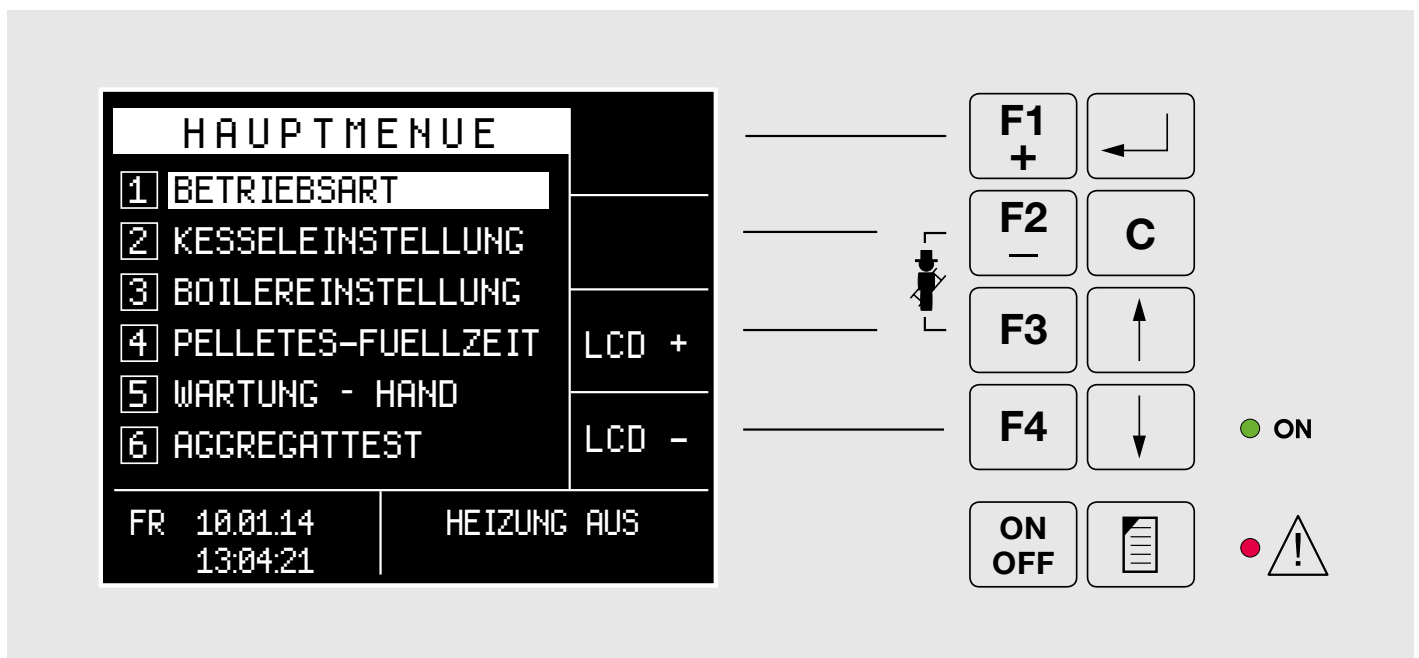 HAUPTMENUE
1 BETRIEBSART
2 KESSELEINSTELLUNG
3 BOILEREINSTELLUNG
4 PELLETES-FUELLZEIT
5 WARTUNG - HAND
6 AGGREGATTEST
LCD +
LCD -
FR 10.01.14
13:04:21
HEIZUNG AUS
F1
+
F2
—
C
F3
F4
ON
ON
OFF
!